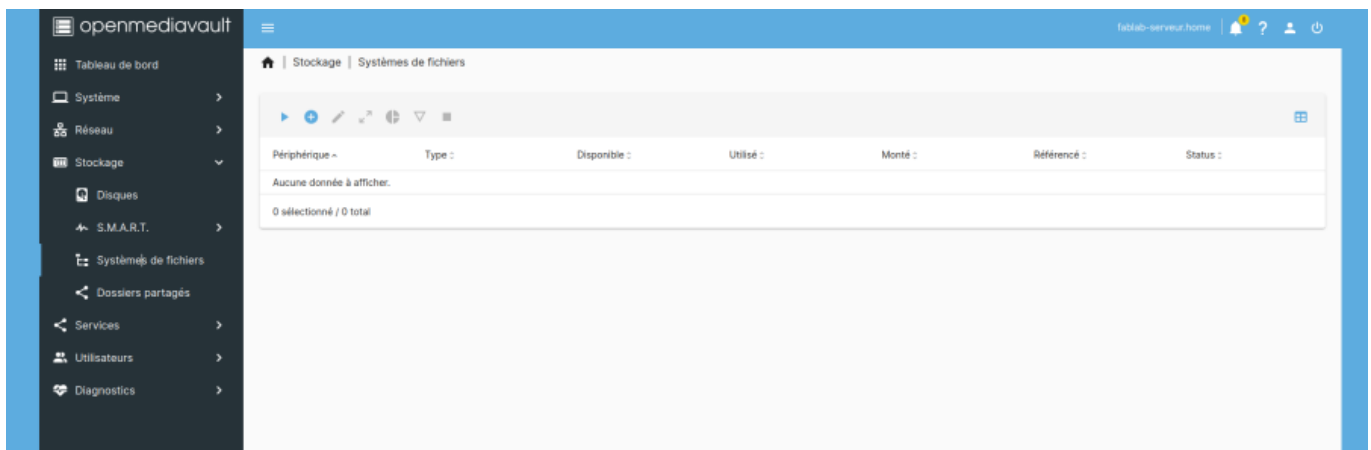 openmediavault
fablab-serveur.home
Tableau de bord
Système
Réseau
Stockage
Disques
S.M.A.R.T.
Systèmes de fichiers
Dossiers partagés
Services
Utilisateurs
Diagnostics
| Stockage | Systèmes de fichiers
Périphérique Type Disponible Utilisé Monté Référencé Status
Aucune donnée à afficher.
0 sélectionné / 0 total